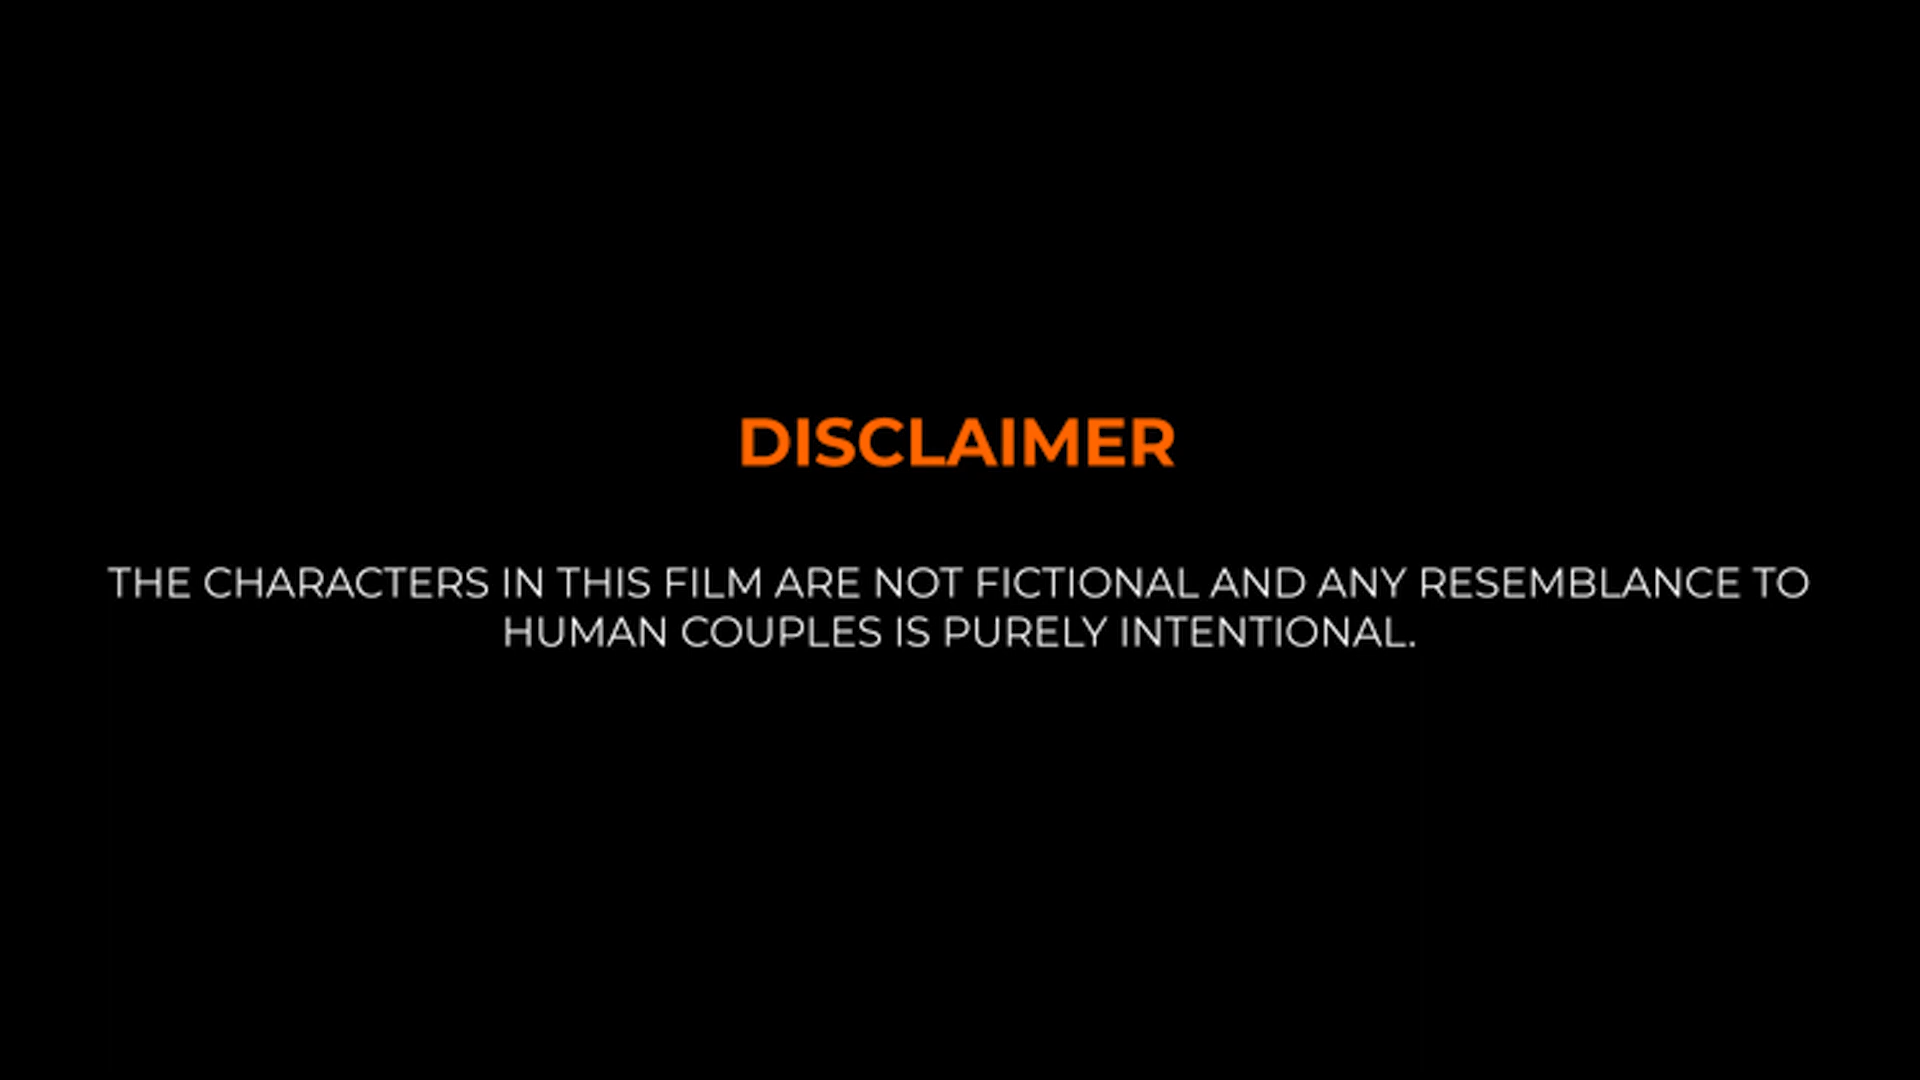 DISCLAIMER
THE CHARACTERS IN THIS FILM ARE NOT FICTIONAL AND ANY RESEMBLANCE TO
HUMAN COUPLES IS PURELY INTENTIONAL.